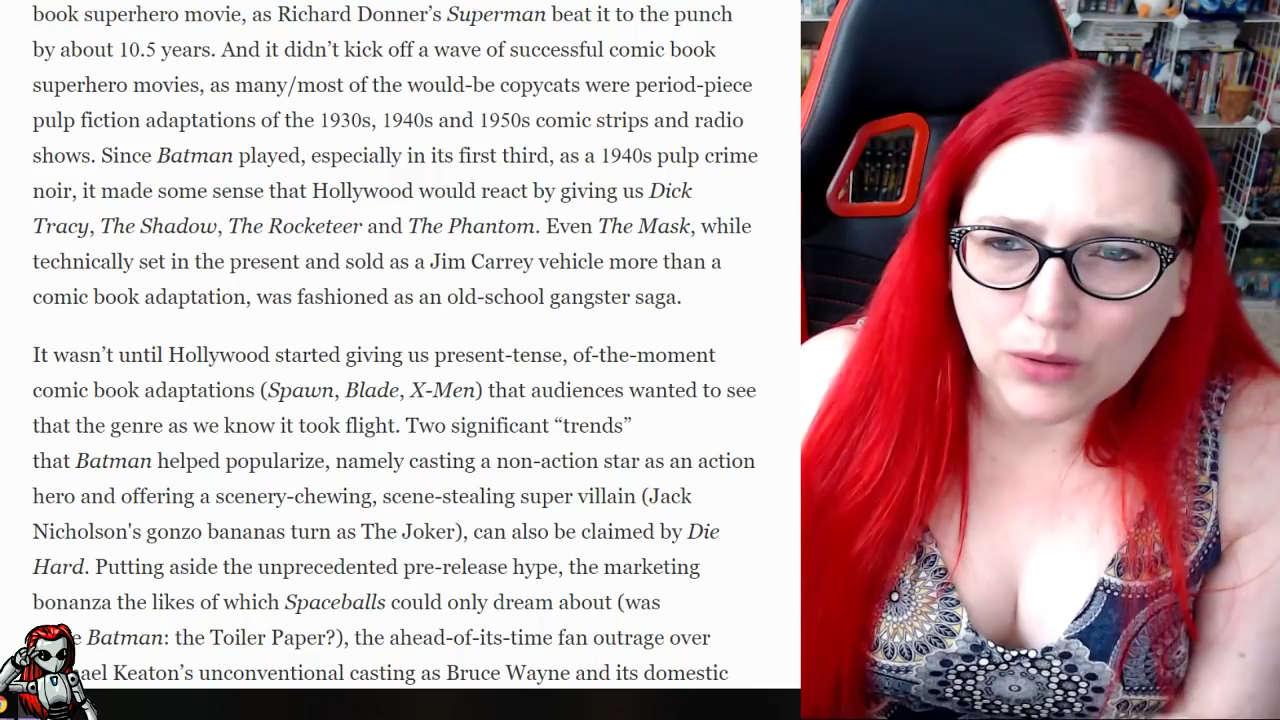 book superhero movie, as Richard Donner’s Superman beat it to the punch
by about 10.5 years. And it didn’t kick off a wave of successful comic book
superhero movies, as many/most of the would-be copycats were period-piece
pulp fiction adaptations of the 1930s, 1940s and 1950s comic strips and radio
shows. Since Batman played, especially in its first third, as a 1940s pulp crime
noir, it made some sense that Hollywood would react by giving us Dick
Tracy, The Shadow, The Rocketeer and The Phantom. Even The Mask, while
technically set in the present and sold as a Jim Carrey vehicle more than a
comic book adaptation, was fashioned as an old-school gangster saga.
It wasn’t until Hollywood started giving us present-tense, of-the-moment
comic book adaptations (Spawn, Blade, X-Men) that audiences wanted to see
that the genre as we know it took flight. Two significant “trends”
that Batman helped popularize, namely casting a non-action star as an action
hero and offering a scenery-chewing, scene-stealing super villain (Jack
Nicholson's gonzo bananas turn as The Joker), can also be claimed by Die
Hard. Putting aside the unprecedented pre-release hype, the marketing
bonanza the likes of which Spaceballs could only dream about (was
Batman: the Toiler Paper?), the ahead-of-its-time fan outrage over
Keaton’s unconventional casting as Bruce Wayne and its domestic